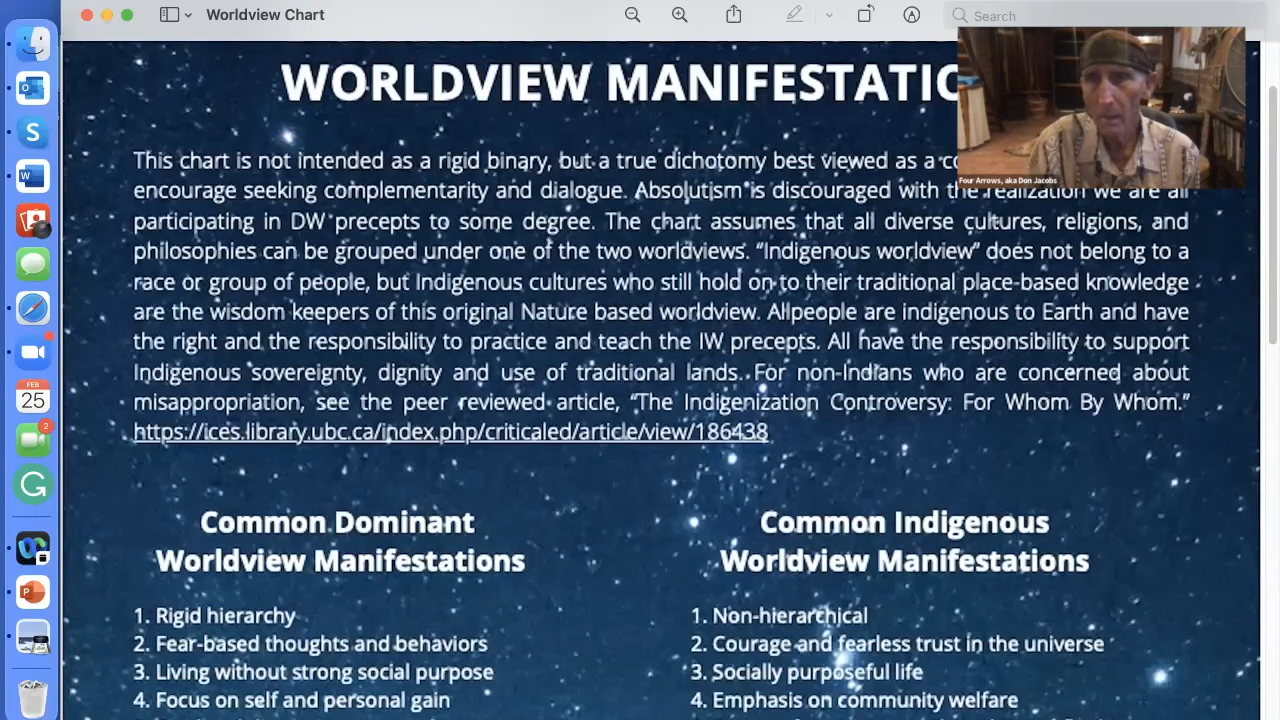 Worldview Chart
Search
WORLDVIEW MANIFESTATIO
Four Arrows, aka Don Jacobs
This chart is not intended as a rigid binary, but a true dichotomy best viewed as a co
encourage seeking complementarity and dialogue. Absolutism is discouraged with the realization we are all
participating in DW precepts to some degree. The chart assumes that all diverse cultures, religions, and
philosophies can be grouped under one of the two worldviews. “Indigenous worldview” does not belong to a
race or group of people, but Indigenous cultures who still hold on to their traditional place-based knowledge
are the wisdom keepers of this original Nature based worldview. Allpeople are indigenous to Earth and have
the right and the responsibility to practice and teach the IW precepts. All have the responsibility to support
Indigenous sovereignty, dignity and use of traditional lands. For non-Indians who are concerned about
misappropriation, see the peer reviewed article, “The Indigenization Controversy: For Whom By Whom.”
https://ices.library.ubc.ca/index.php/criticaled/article/view/186438
Common Dominant
Worldview Manifestations
1. Rigid hierarchy
2. Fear-based thoughts and behaviors
3. Living without strong social purpose
4. Focus on self and personal gain
Common Indigenous
Worldview Manifestations
1. Non-hierarchical
2. Courage and fearless trust in the universe
3. Socially purposeful life
4. Emphasis on community welfare
FEB
25
2